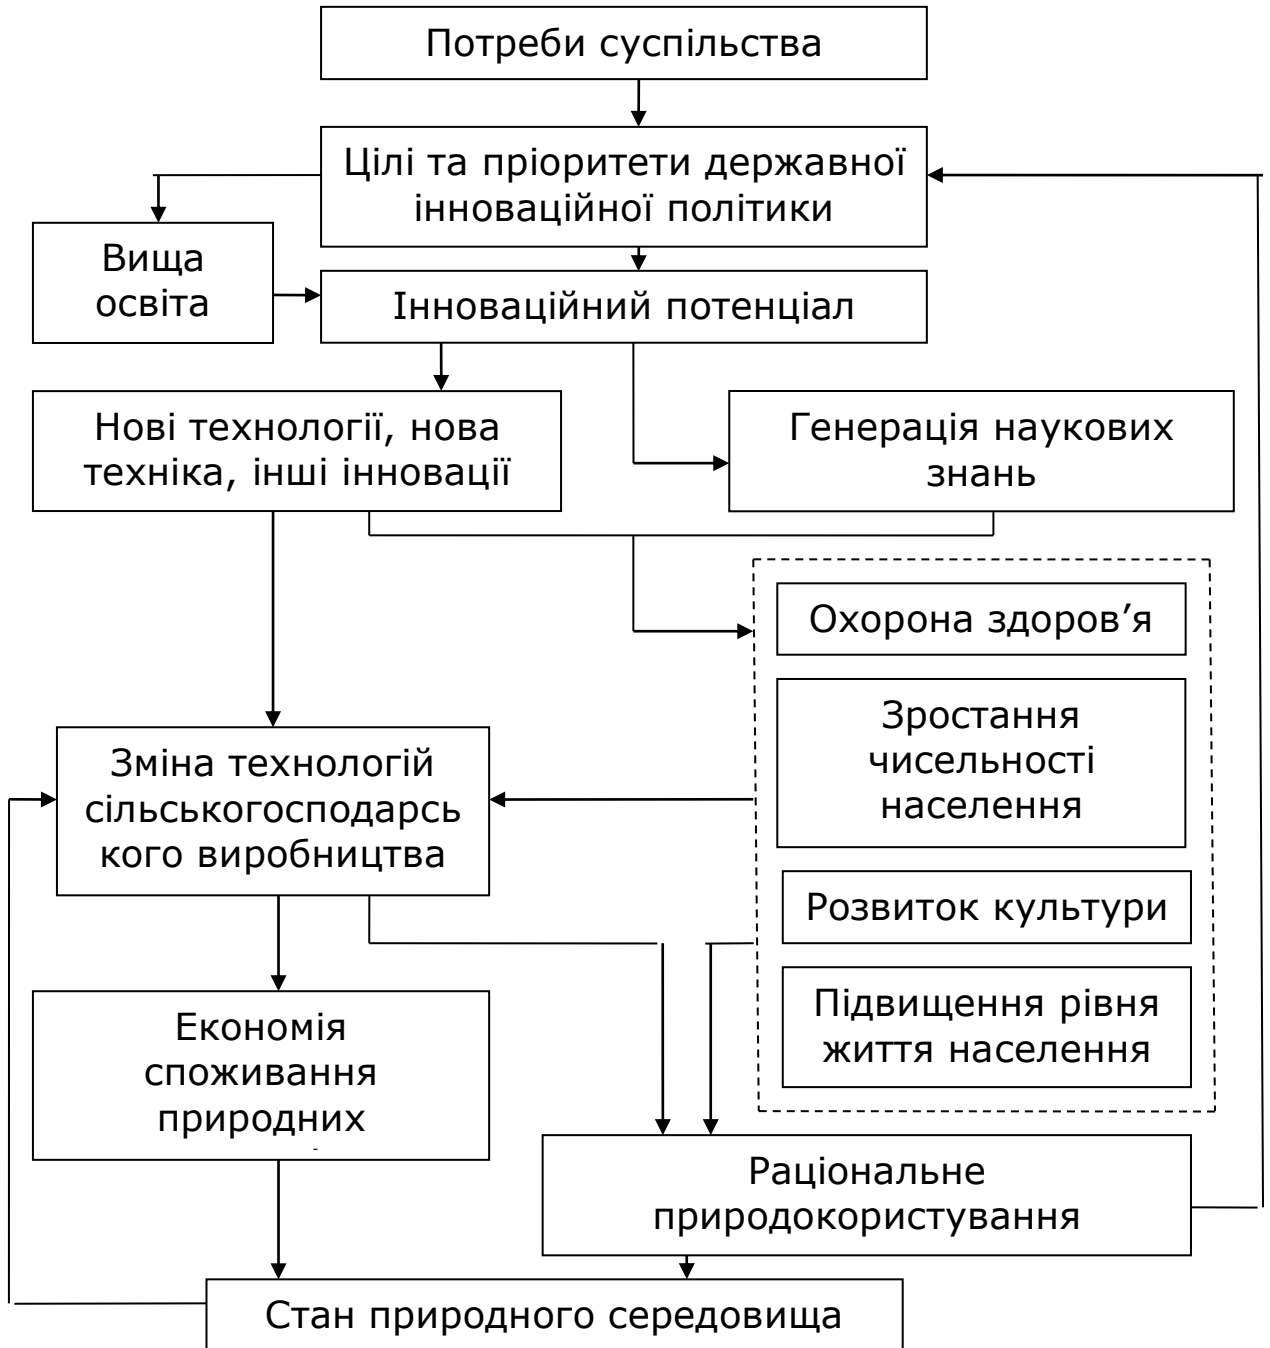 Потреби суспільства
Цілі та пріоритети державної
інноваційної політики
Вища
освіта
Інноваційний потенціал
Нові технології, нова
техніка, інші інновації
Генерація наукових
знань
Охорона здоров’я
Зростання
чисельності
населення
Зміна технологій
сільськогосподарсь
кого виробництва
Розвиток культури
Підвищення рівня
життя населення
Економія
споживання
природних
Раціональне
природокористування
Стан природного середовища